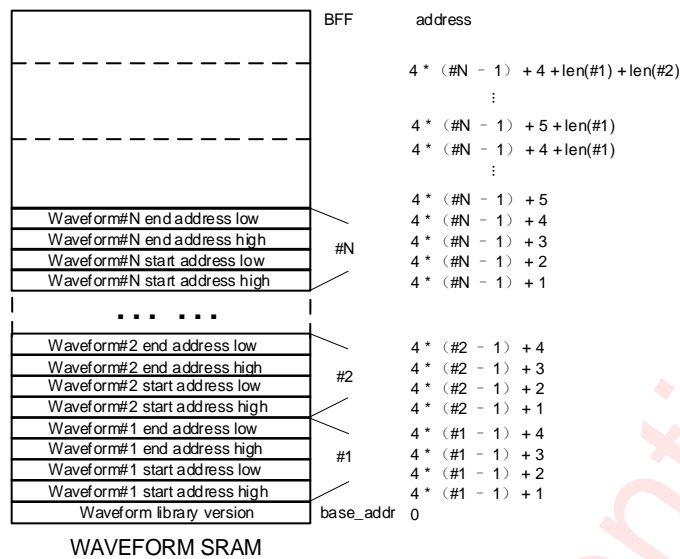 BFF address
4 * (#N - 1) + 4 +len(#1) +len(#2)
⋮
4 * (#N - 1) + 5 +len(#1)
4 * (#N - 1) + 4 +len(#1)
⋮
4 * (#N - 1) + 5
Waveform#N end address low 4 * (#N - 1) + 4
Waveform#N end address high #N 4 * (#N - 1) + 3
Waveform#N start address low 4 * (#N - 1) + 2
Waveform#N start address high 4 * (#N - 1) + 1
... ...
Waveform#2 end address low 4 * (#2 - 1) + 4
Waveform#2 end address high #2 4 * (#2 - 1) + 3
Waveform#2 start address low 4 * (#2 - 1) + 2
Waveform#2 start address high 4 * (#2 - 1) + 1
Waveform#1 end address low 4 * (#1 - 1) + 4
Waveform#1 end address high #1 4 * (#1 - 1) + 3
Waveform#1 start address low 4 * (#1 - 1) + 2
Waveform#1 start address high 4 * (#1 - 1) + 1
Waveform library version base_addr 0
WAVEFORM SRAM